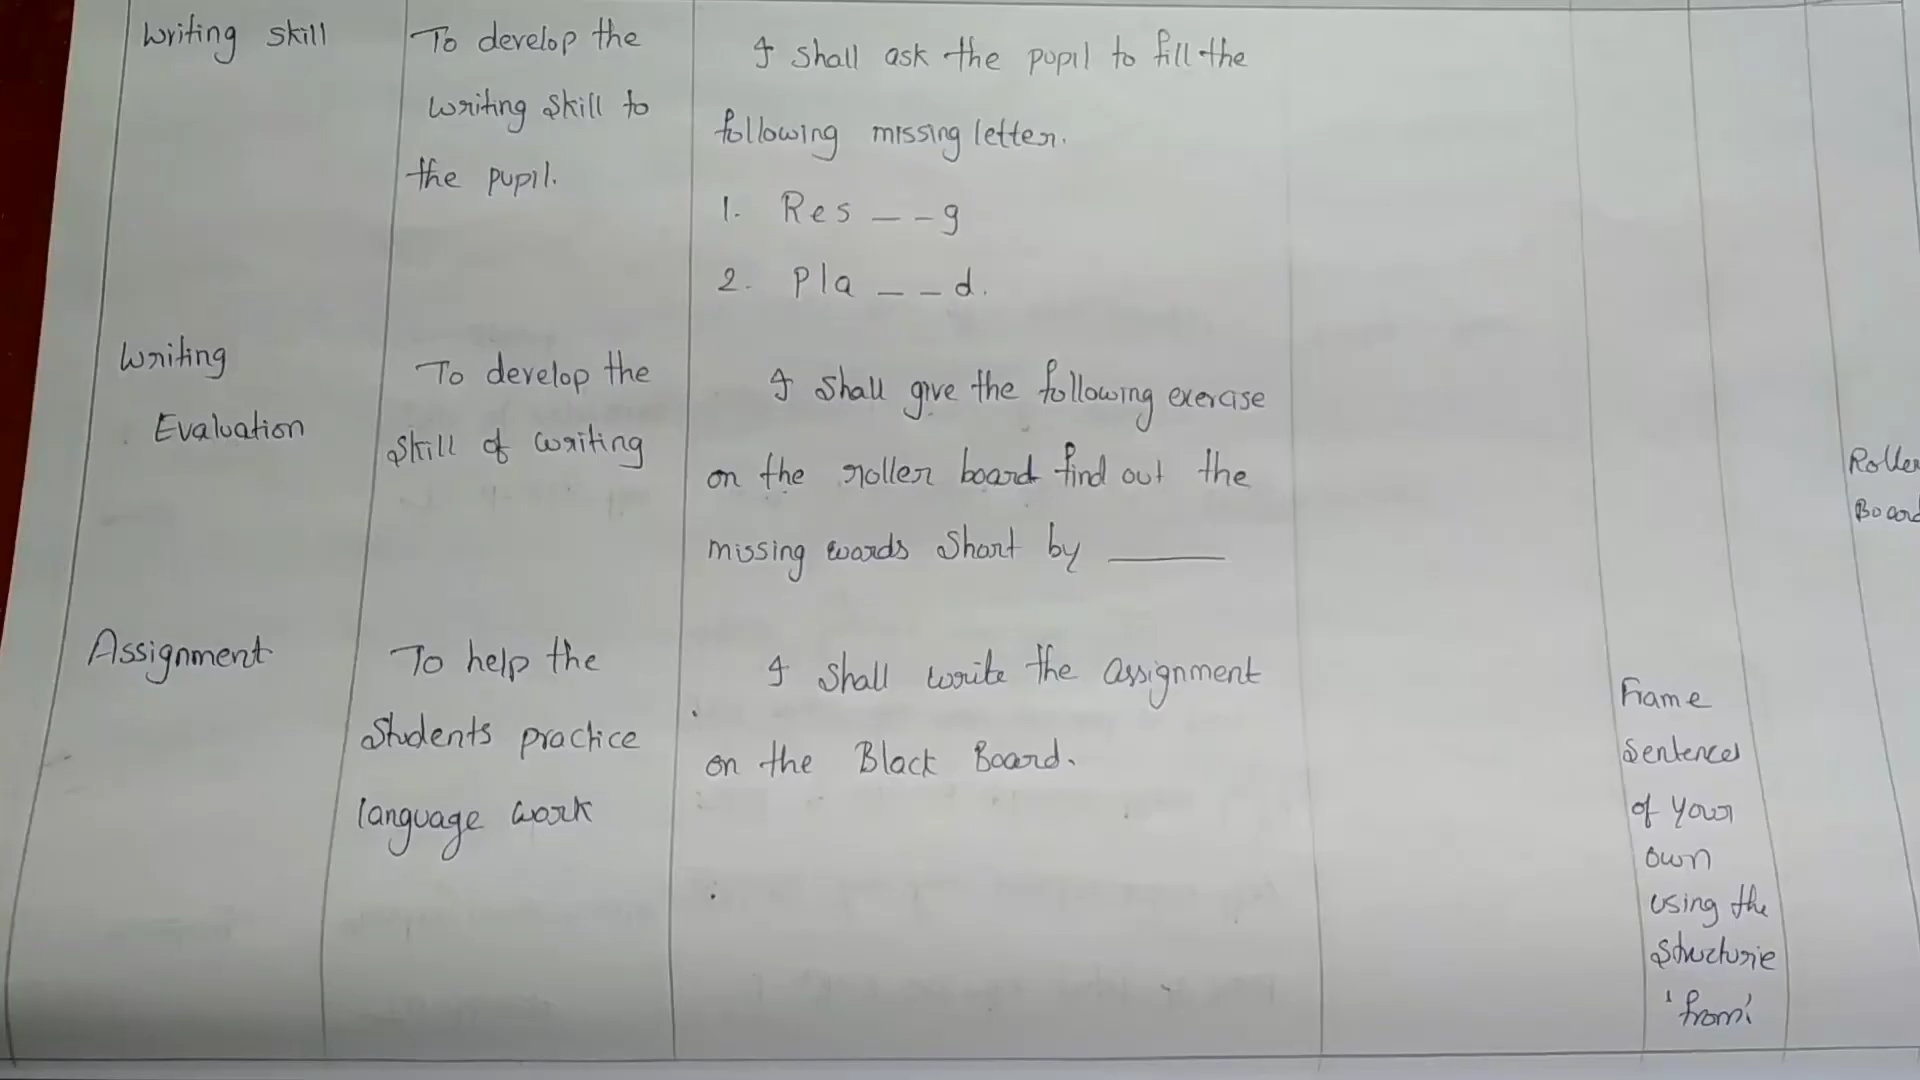 Writing skill
To develop the
writing skill to
the pupil.
I shall ask the pupil to fill the
following missing letter.
1. Res _ _ g
2. Pla _ _ d.
Writing
Evaluation
To develop the
skill of writing
I shall give the following exercise
on the roller board find out the
missing words Short by ______
Roller
Board
Assignment
To help the
Students practice
language work
I shall write the assignment
on the Black Board.
Frame
Sentences
of your
own
using the
structurie
'from'